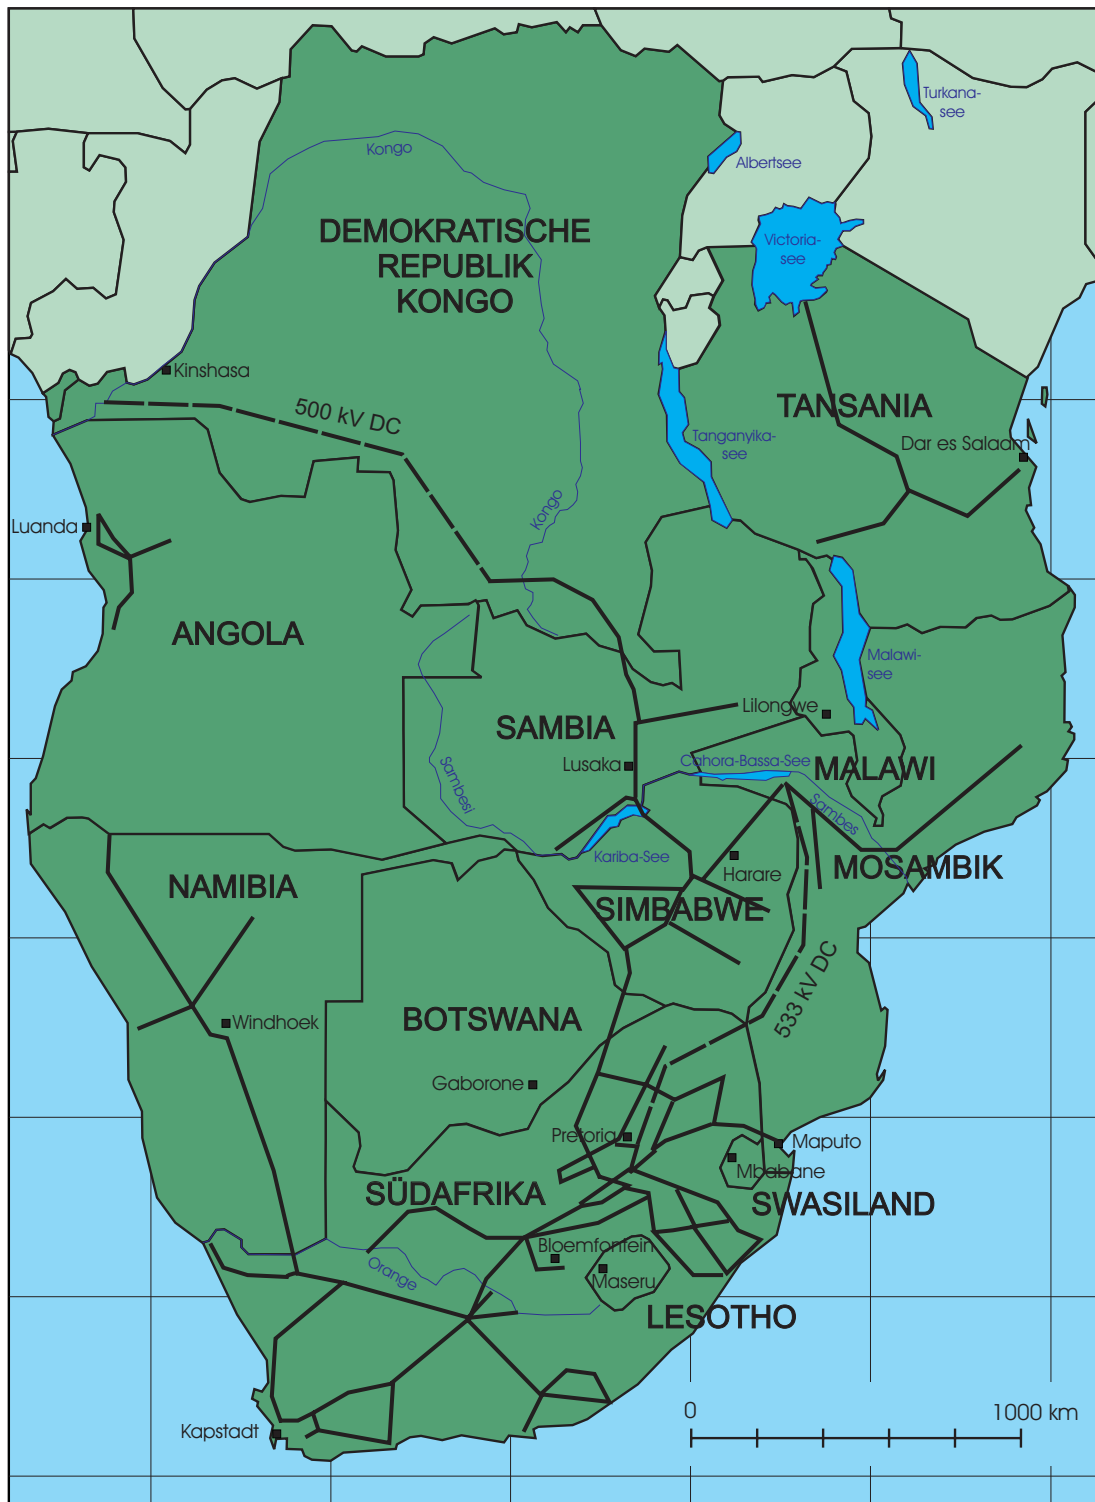 Turkana-
see
Kongo
Albertsee
DEMOKRATISCHE
REPUBLIK
KONGO
Victoria-
see
Kinshasa
500 kV DC
TANSANIA
Tanganyika-
see
Dar es Salaam
Kongo
Luanda
ANGOLA
Malawi-
see
Lilongwe
SAMBIA
Lusaka
Cahora-Bassa-See
MALAWI
Sambesi
Sambes
Kariba-See
Harare
MOSAMBIK
NAMIBIA
SIMBABWE
533 kV DC
BOTSWANA
Windhoek
Gaborone
Pretoria
Maputo
Mbabane
SÜDAFRIKA
SWASILAND
Bloemfontein
Orange
Maseru
LESOTHO
0
1000 km
Kapstadt